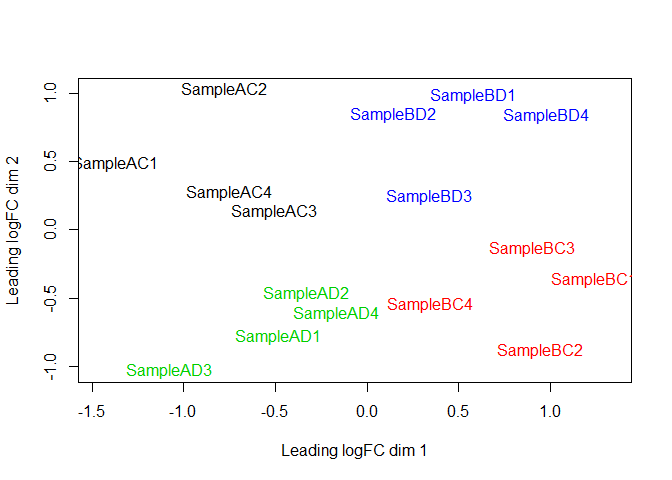 SampleAC2
SampleBD1
SampleBD2
SampleBD4
SampleAC1
SampleAC4
SampleBD3
SampleAC3
SampleBC3
SampleBC1
SampleAD2
SampleBC4
SampleAD4
SampleAD1
SampleBC2
SampleAD3
1.0
0.5
0.0
-0.5
-1.0
Leading logFC dim 2
-1.5 -1.0 -0.5 0.0 0.5 1.0
Leading logFC dim 1